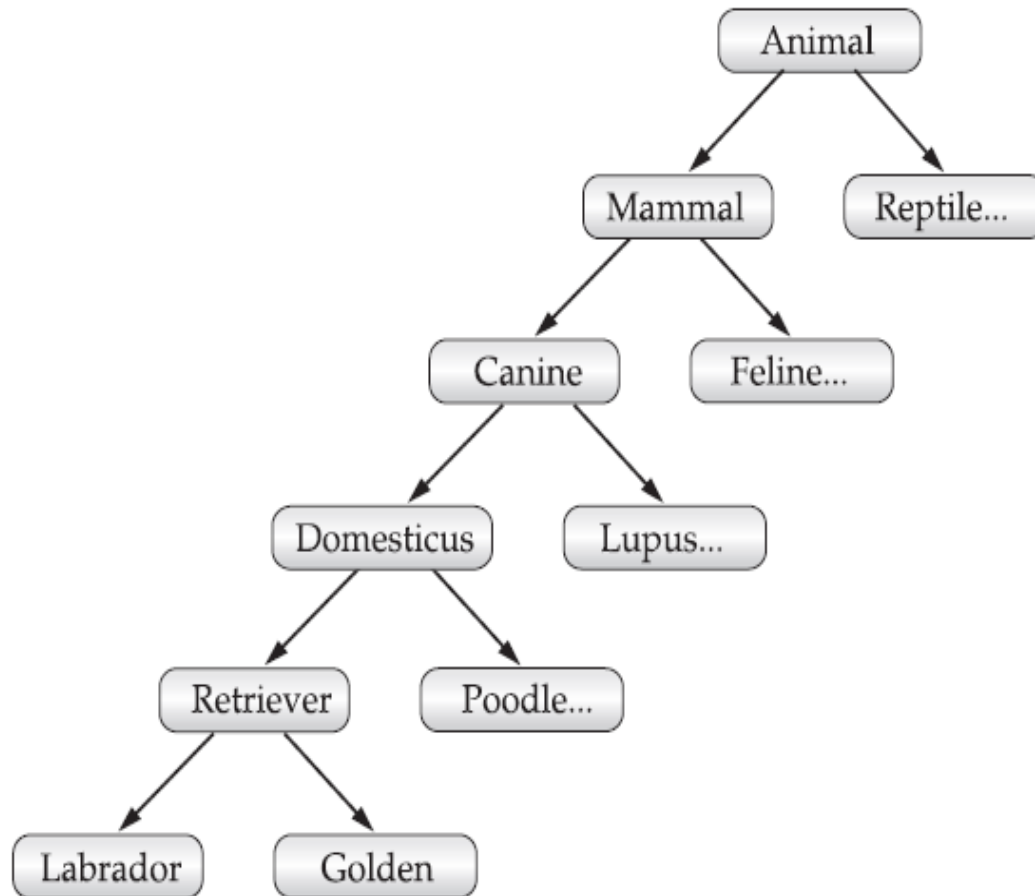 Animal
Mammal
Reptile...
Canine
Feline...
Domesticus
Lupus...
Retriever
Poodle...
Labrador
Golden